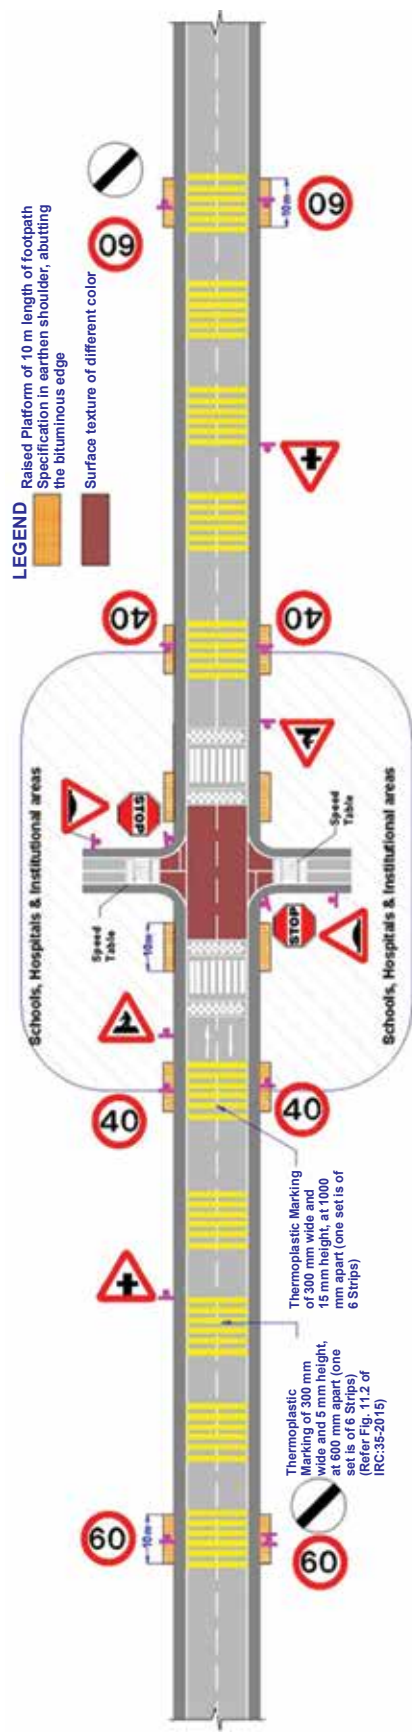 LEGEND
Raised Platform of 10 m length of footpath
Specification in earthen shoulder, abutting
the bituminous edge
Surface texture of different color
60
60
10m
40
40
Schools, Hospitals & Institutional areas
STOP
Speed
Table
Speed
Table
10m
STOP
Schools, Hospitals & Institutional areas
40
40
Thermoplastic Marking
of 300 mm wide and
15 mm height, at 1000
mm apart (one set is of
6 Strips)
Thermoplastic
Marking of 300 mm
wide and 5 mm height,
at 600 mm apart (one
set is of 6 Strips)
(Refer Fig. 11.2 of
IRC:35-2015)
60
10m
60